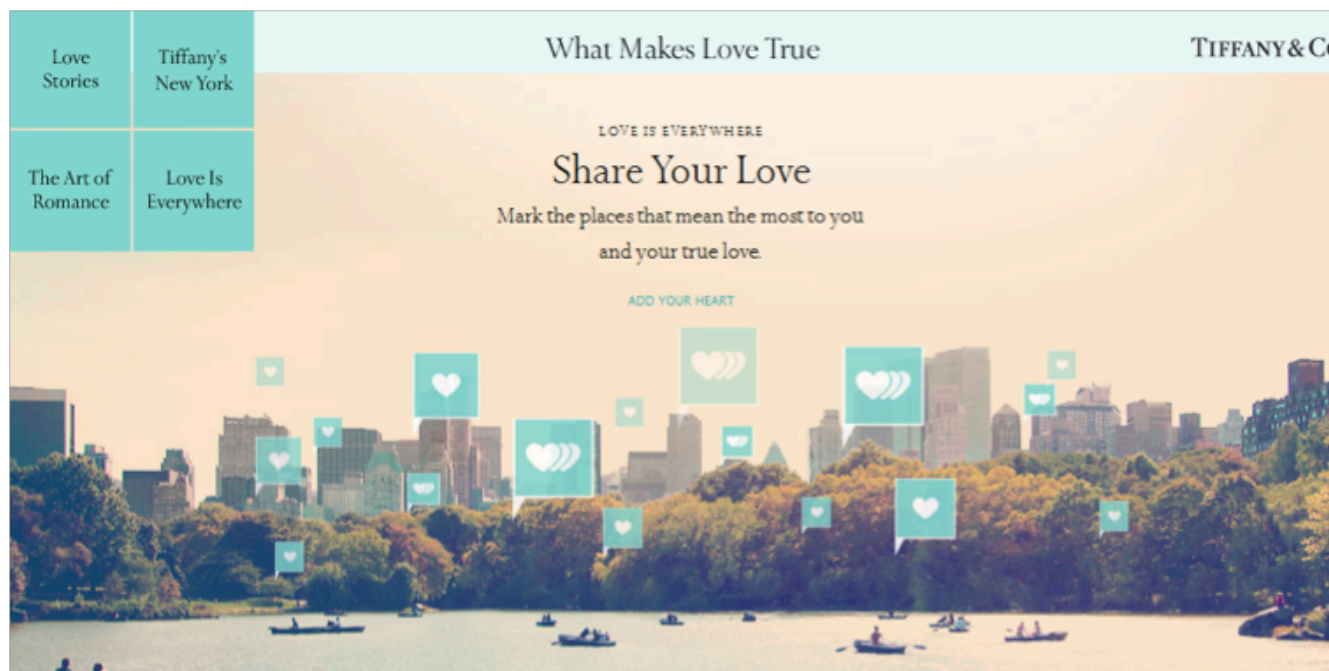 Love
Stories
Tiffany's
New York
The Art of
Romance
Love Is
Everywhere
What Makes Love True
TIFFANY & CO
LOVE IS EVERYWHERE
Share Your Love
Mark the places that mean the most to you
and your true love.
ADD YOUR HEART